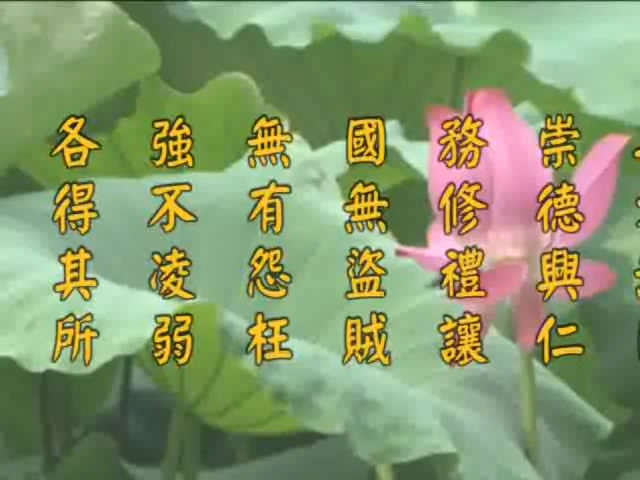 崇德興仁
務修禮讓
國無盜賊
無有怨枉
強不凌弱
各得其所